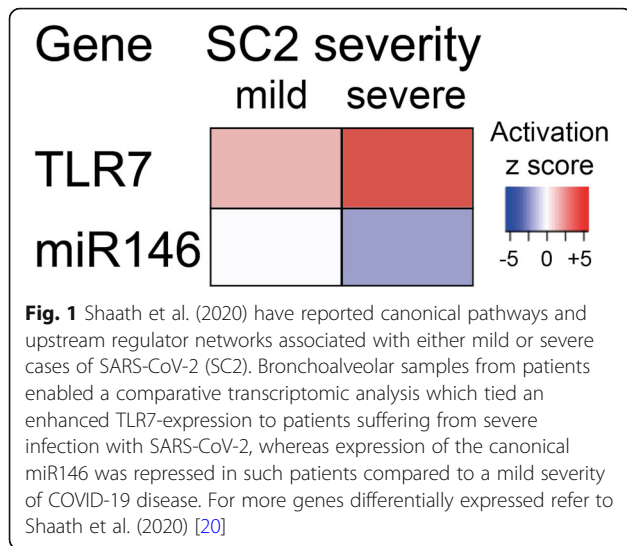 Gene SC2 severity
mild severe
TLR7
miR146
Activation
z score
-5 0 +5
Fig. 1 Shaath et al. (2020) have reported canonical pathways and
upstream regulator networks associated with either mild or severe
cases of SARS-CoV-2 (SC2). Bronchoalveolar samples from patients
enabled a comparative transcriptomic analysis which tied an
enhanced TLR7-expression to patients suffering from severe
infection with SARS-CoV-2, whereas expression of the canonical
miR146 was repressed in such patients compared to a mild severity
of COVID-19 disease. For more genes differentially expressed refer to
Shaath et al. (2020) [20]